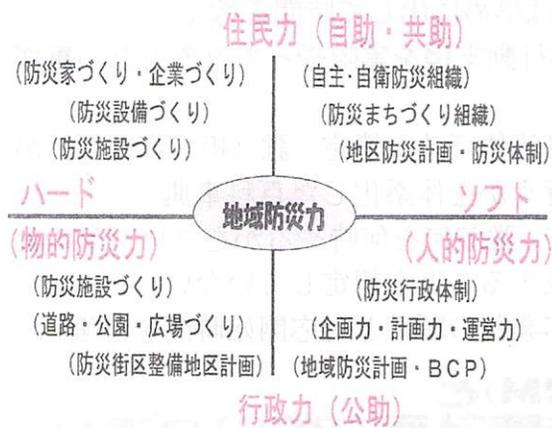 住民力(自助・共助)
(防災家づくり・企業づくり)
(防災設備づくり)
(防災施設づくり)
(自主・自衛防災組織)
(防災まちづくり組織)
(地区防災計画・防災体制)
ハード
(物的防災力)
地域防災力
ソフト
(人的防災力)
(防災施設づくり)
(道路・公園・広場づくり)
(防災街区整備地区計画)
(防災行政体制)
(企画力・計画力・運営力)
(地域防災計画・BCP)
行政力(公助)